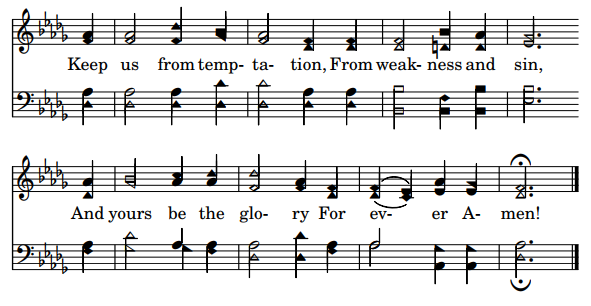 Keep us from temp- ta- tion, From weak- ness and sin,
And yours be the glo- ry For ev- er A- men!